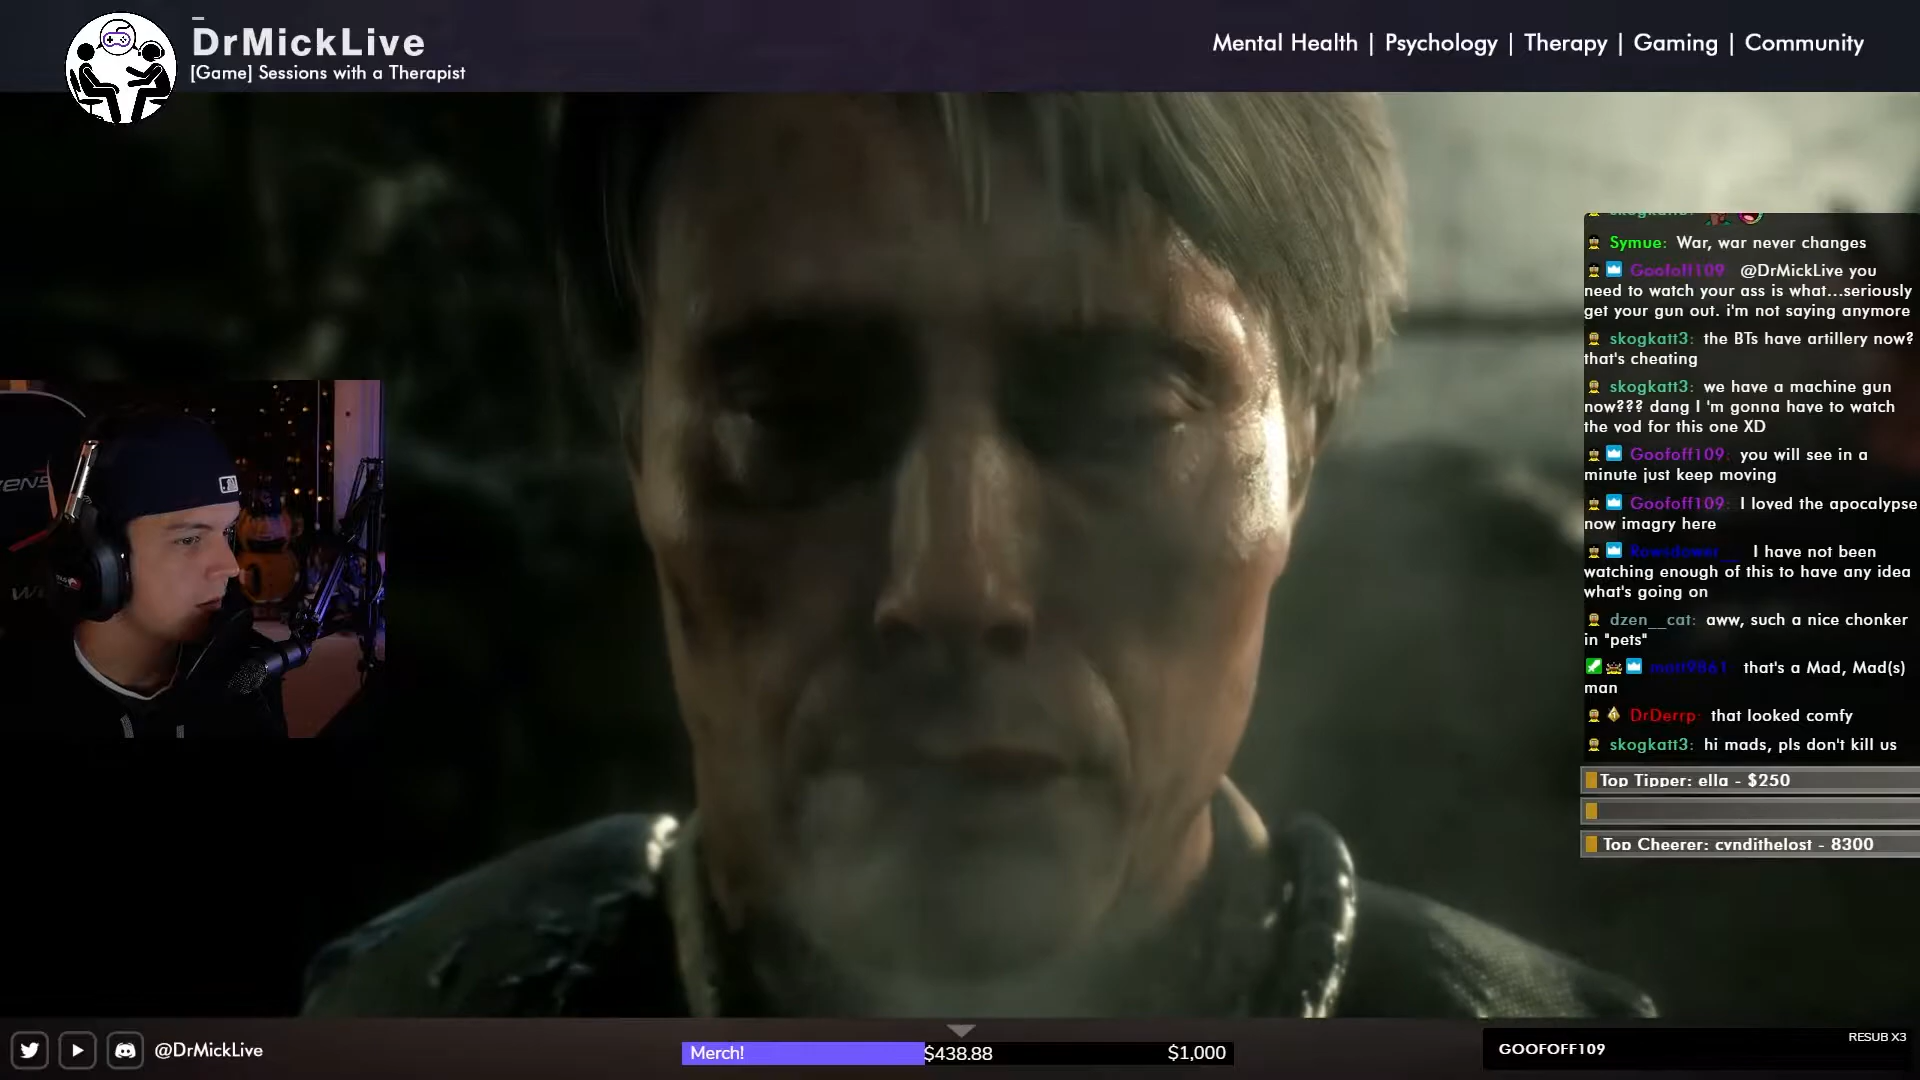 DrMickLive
[Game] Sessions with a Therapist
Mental Health | Psychology | Therapy | Gaming | Community
Symue: War, war never changes
Goofoff109 @DrMickLive you
need to watch your ass is what...seriously
get your gun out. i'm not saying anymore
skogkatt3: the BTs have artillery now?
that's cheating
skogkatt3: we have a machine gun
now??? dang I 'm gonna have to watch
the vod for this one XD
Goofoff109: you will see in a
minute just keep moving
Goofoff109: I loved the apocalypse
now imagry here
Rowsdower__ I have not been
watching enough of this to have any idea
what's going on
dzen__cat: aww, such a nice chonker
in "pets"
matt9861 that's a Mad, Mad(s)
man
DrDerrp: that looked comfy
skogkatt3: hi mads, pls don't kill us
Top Tipper: ella - $250
Top Cheerer: cyndithelost - 8300
@DrMickLive
Merch! $438.88 $1,000
RESUB X3
GOOFOFF109